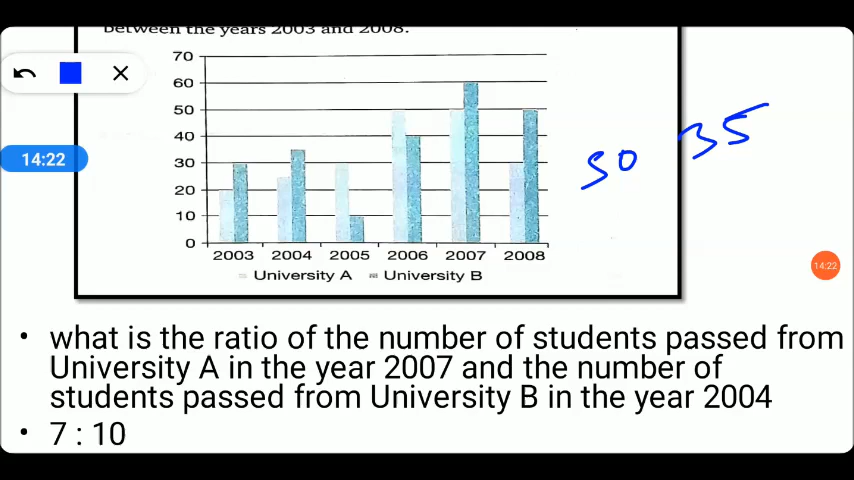 between the years 2003 and 2008.
70
60
50
40
30
20
10
0
2003 2004 2005 2006 2007 2008
University A University B
50 35
14:22
14:22
• what is the ratio of the number of students passed from
University A in the year 2007 and the number of
students passed from University B in the year 2004
• 7 : 10